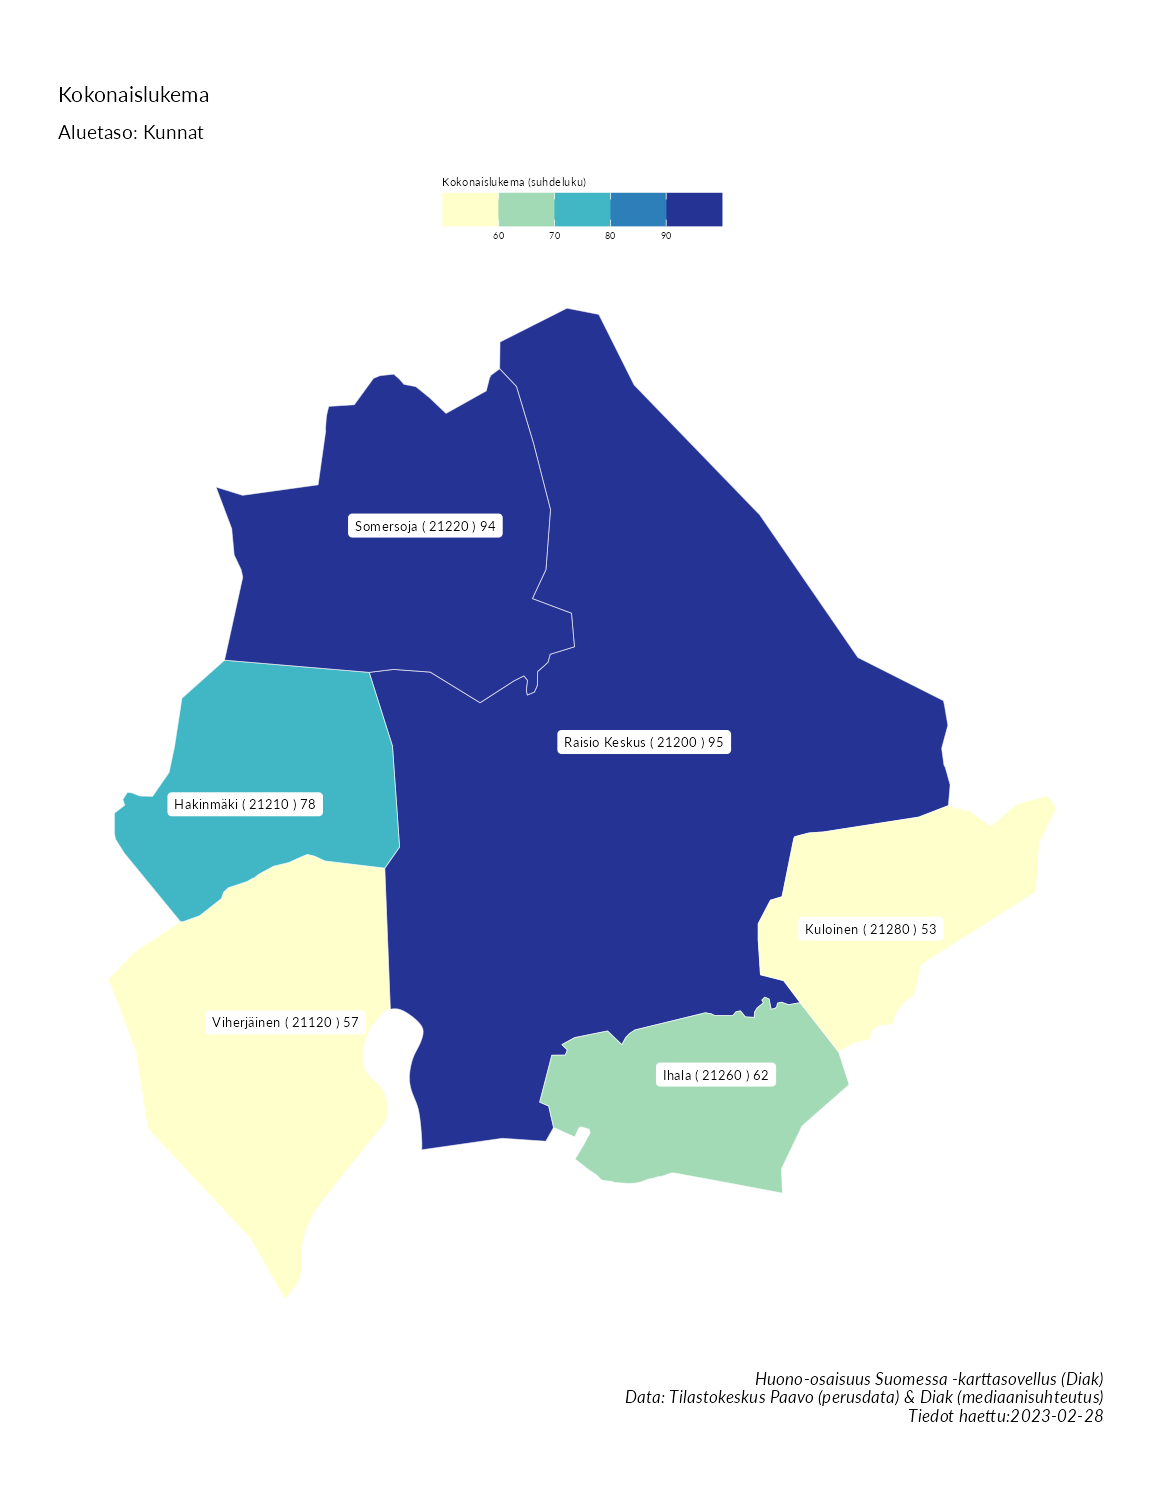 Kokonaislukema
Aluetaso: Kunnat
Kokonaislukema (suhdeluku)
60 70 80 90
Somersoja ( 21220 ) 94
Raisio Keskus ( 21200 ) 95
Hakinmäki ( 21210 ) 78
Kuloinen ( 21280 ) 53
Viherjäinen ( 21120 ) 57
Ihala ( 21260 ) 62
Huono-osaisuus Suomessa -karttasovellus (Diak)
Data: Tilastokeskus Paavo (perusdata) & Diak (mediaanisuhteutus)
Tiedot haettu:2023-02-28